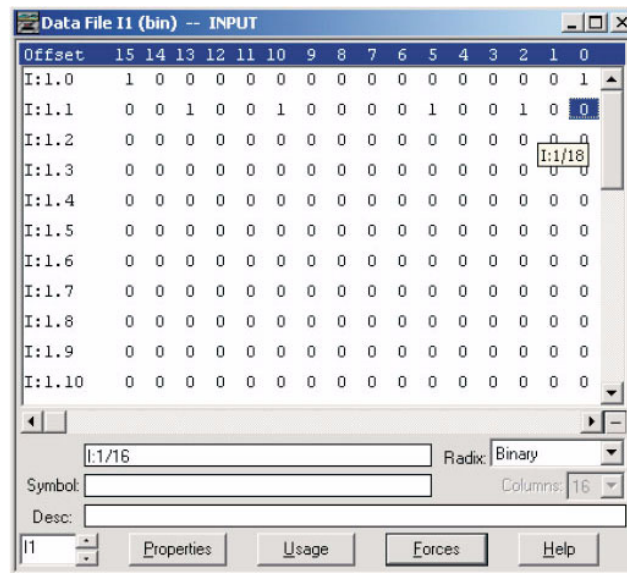 Data File I1 (bin) -- INPUT
Offset 15 14 13 12 11 10 9 8 7 6 5 4 3 2 1 0
I:1.0 1 0 0 0 0 0 0 0 0 0 0 0 0 0 0 1
I:1.1 0 0 1 0 0 1 0 0 0 0 1 0 0 1 0 0
I:1.2 0 0 0 0 0 0 0 0 0 0 0 0 0 0 0 0
I:1/18
I:1.3 0 0 0 0 0 0 0 0 0 0 0 0 0 0 0 0
I:1.4 0 0 0 0 0 0 0 0 0 0 0 0 0 0 0 0
I:1.5 0 0 0 0 0 0 0 0 0 0 0 0 0 0 0 0
I:1.6 0 0 0 0 0 0 0 0 0 0 0 0 0 0 0 0
I:1.7 0 0 0 0 0 0 0 0 0 0 0 0 0 0 0 0
I:1.8 0 0 0 0 0 0 0 0 0 0 0 0 0 0 0 0
I:1.9 0 0 0 0 0 0 0 0 0 0 0 0 0 0 0 0
I:1.10 0 0 0 0 0 0 0 0 0 0 0 0 0 0 0 0
I:1/16 Radix: Binary
Symbol: Columns: 16
Desc:
I1 Properties Usage Forces Help